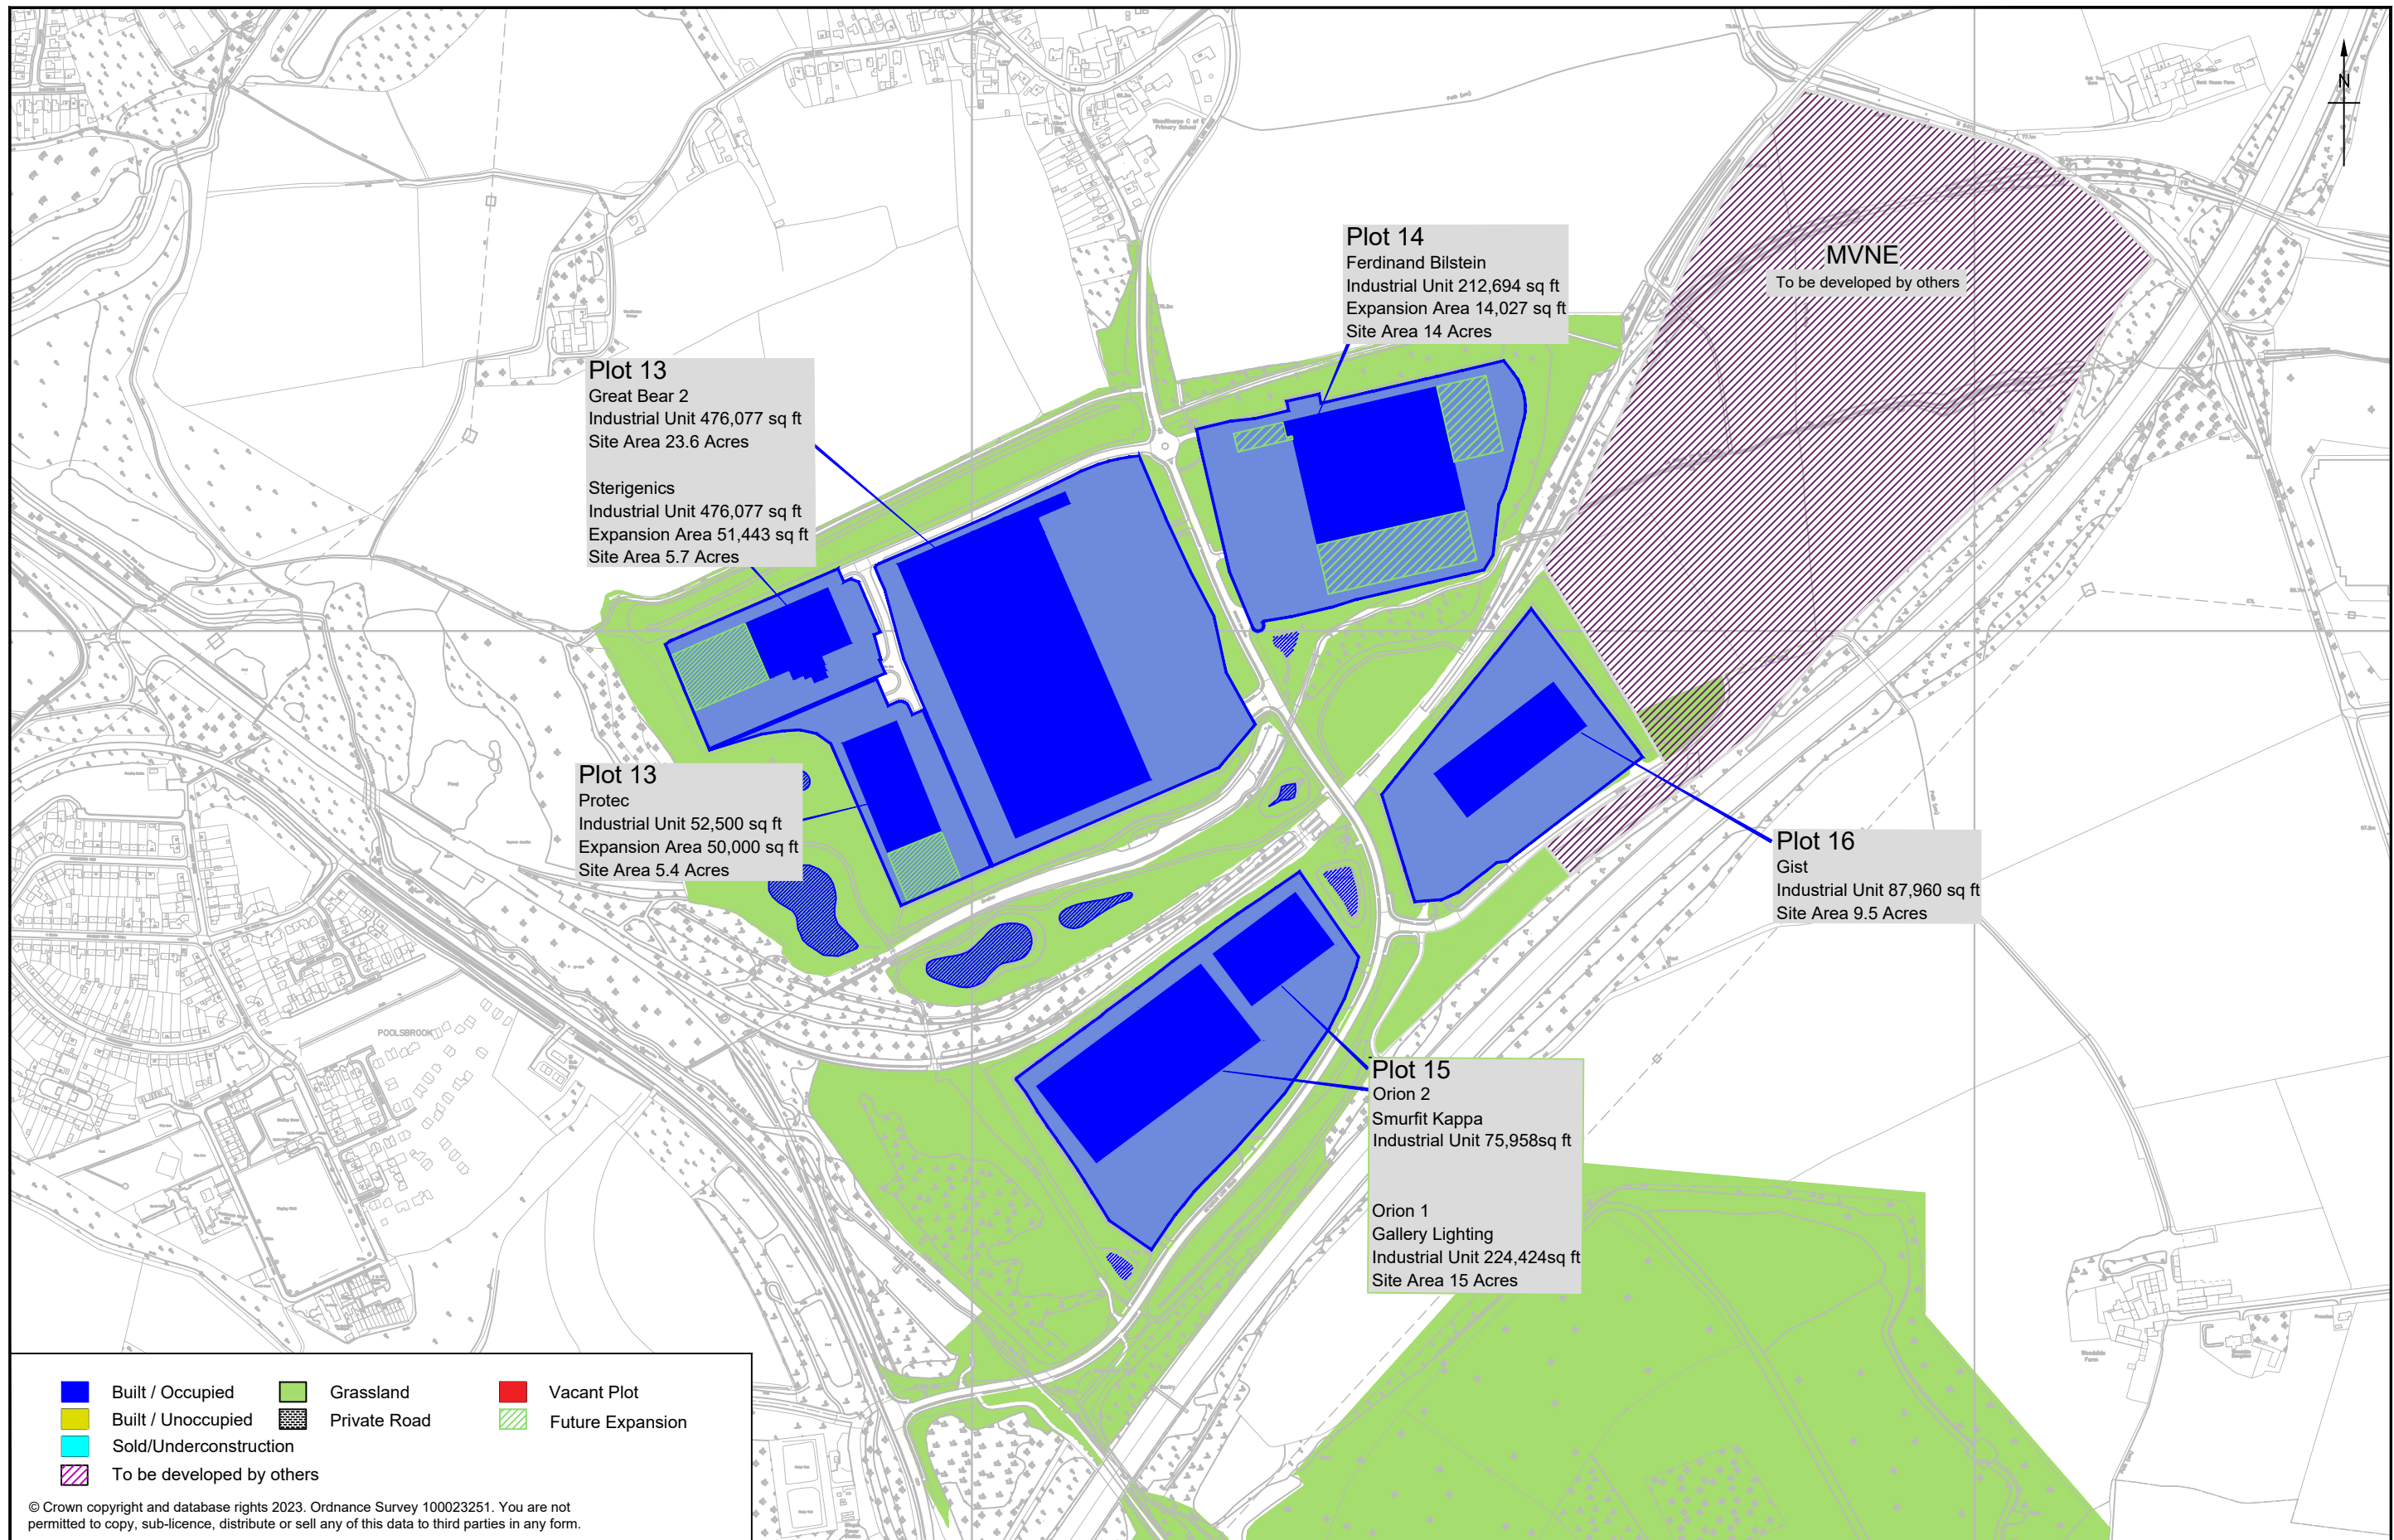 Plot 14
Ferdinand Bilstein
Industrial Unit 212,694 sq ft
Expansion Area 14,027 sq ft
Site Area 14 Acres
MVNE
To be developed by others
N
Woodthorpe C of E
Primary School
Plot 13
Great Bear 2
Industrial Unit 476,077 sq ft
Site Area 23.6 Acres
Sterigenics
Industrial Unit 476,077 sq ft
Expansion Area 51,443 sq ft
Site Area 5.7 Acres
Plot 13
Protec
Industrial Unit 52,500 sq ft
Expansion Area 50,000 sq ft
Site Area 5.4 Acres
Plot 16
Gist
Industrial Unit 87,960 sq ft
Site Area 9.5 Acres
POOLSBROOK
Plot 15
Orion 2
Smurfit Kappa
Industrial Unit 75,958sq ft
Orion 1
Gallery Lighting
Industrial Unit 224,424sq ft
Site Area 15 Acres
Woodside
Farm
Built / Occupied
Grassland
Vacant Plot
Built / Unoccupied
Private Road
Future Expansion
Sold/Underconstruction
To be developed by others
© Crown copyright and database rights 2023. Ordnance Survey 100023251. You are not
permitted to copy, sub-licence, distribute or sell any of this data to third parties in any form.